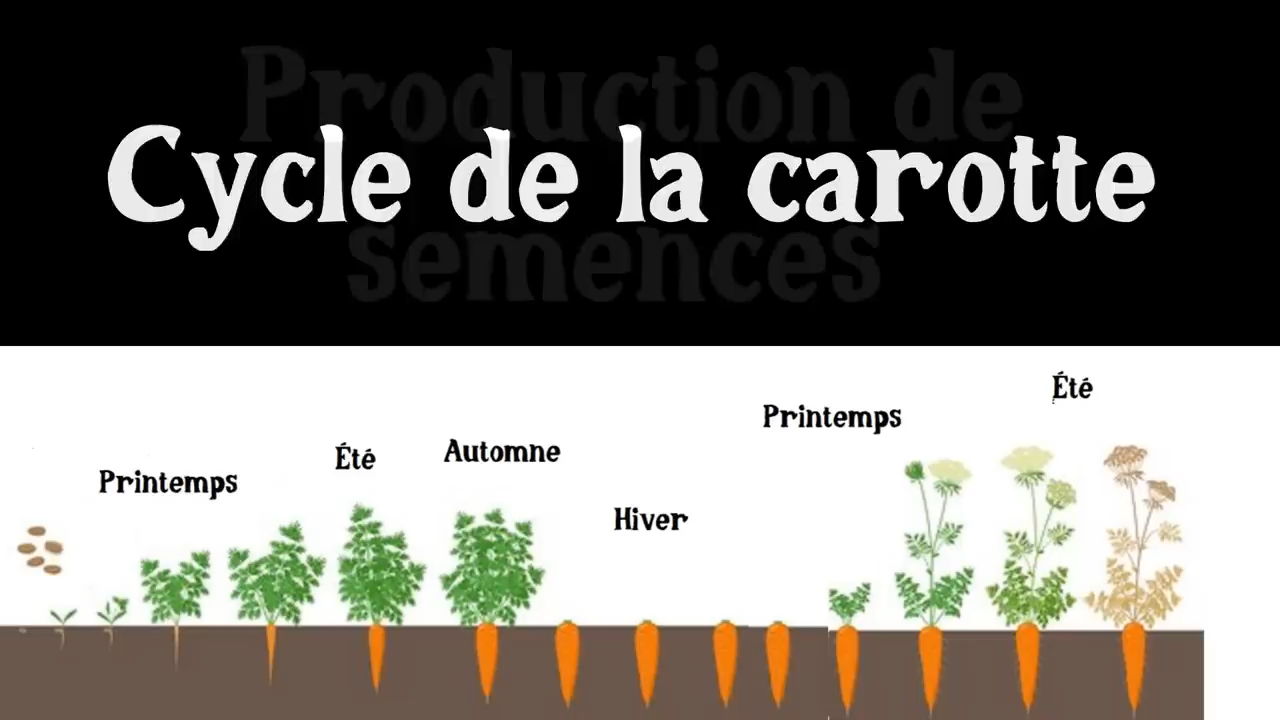 Production de
Cycle de la carotte
semences
Été
Printemps
Automne
Été
Printemps
Hiver